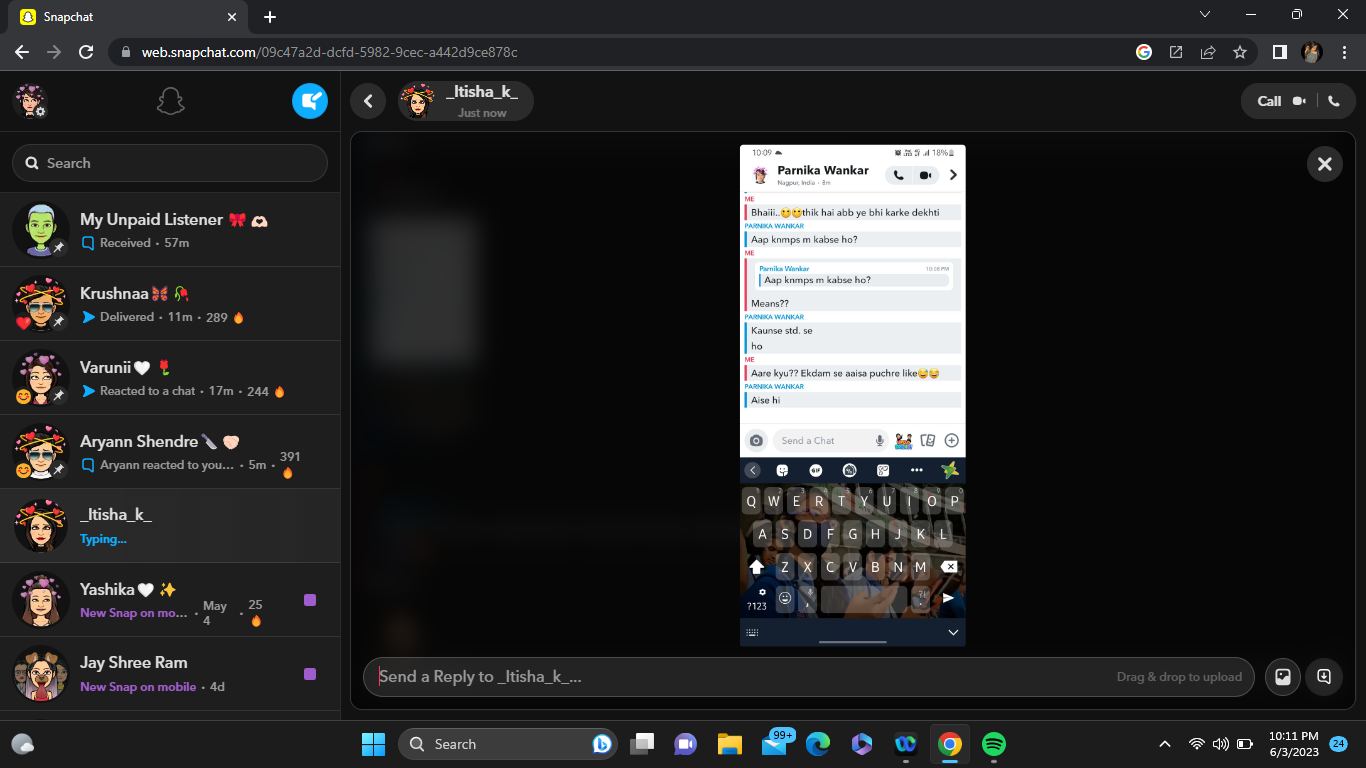 Snapchat
web.snapchat.com/09c47a2d-dcfd-5982-9cec-a442d9ce878c
_Itisha_k_
Just now
Call
Search
My Unpaid Listener 🎀 🫶🏻
Received · 57m
Krushnaa🦋🥀
Delivered · 11m · 289 🔥
Varunii🤍 🌷
Reacted to a chat · 17m · 244 🔥
Aryann Shendre🔪
Aryann reacted to you... · 5m · 391 🔥
_Itisha_k_
Typing...
Yashika🤍 ✨
New Snap on mo... · May 4 · 25 🔥
Jay Shree Ram
New Snap on mobile · 4d
10:09
18%
Parnika Wankar
Nagpur, India · 8m
ME
Bhaiii..🤭🤭thik hai abb ye bhi karke dekhti
PARNIKA WANKAR
Aap knmps m kabse ho?
ME
Parnika Wankar 10:08 PM
Aap knmps m kabse ho?
Means??
PARNIKA WANKAR
Kaunse std. se
ho
ME
Aare kyu?? Ekdam se aaisa puchre like😅😂
PARNIKA WANKAR
Aise hi
Send a Chat
GIF
Q W E R T Y U I O P
A S D F G H J K L
Z X C V B N M
?123 ,
Send a Reply to _Itisha_k_...
Drag & drop to upload
Search
99+
10:11 PM
6/3/2023
24